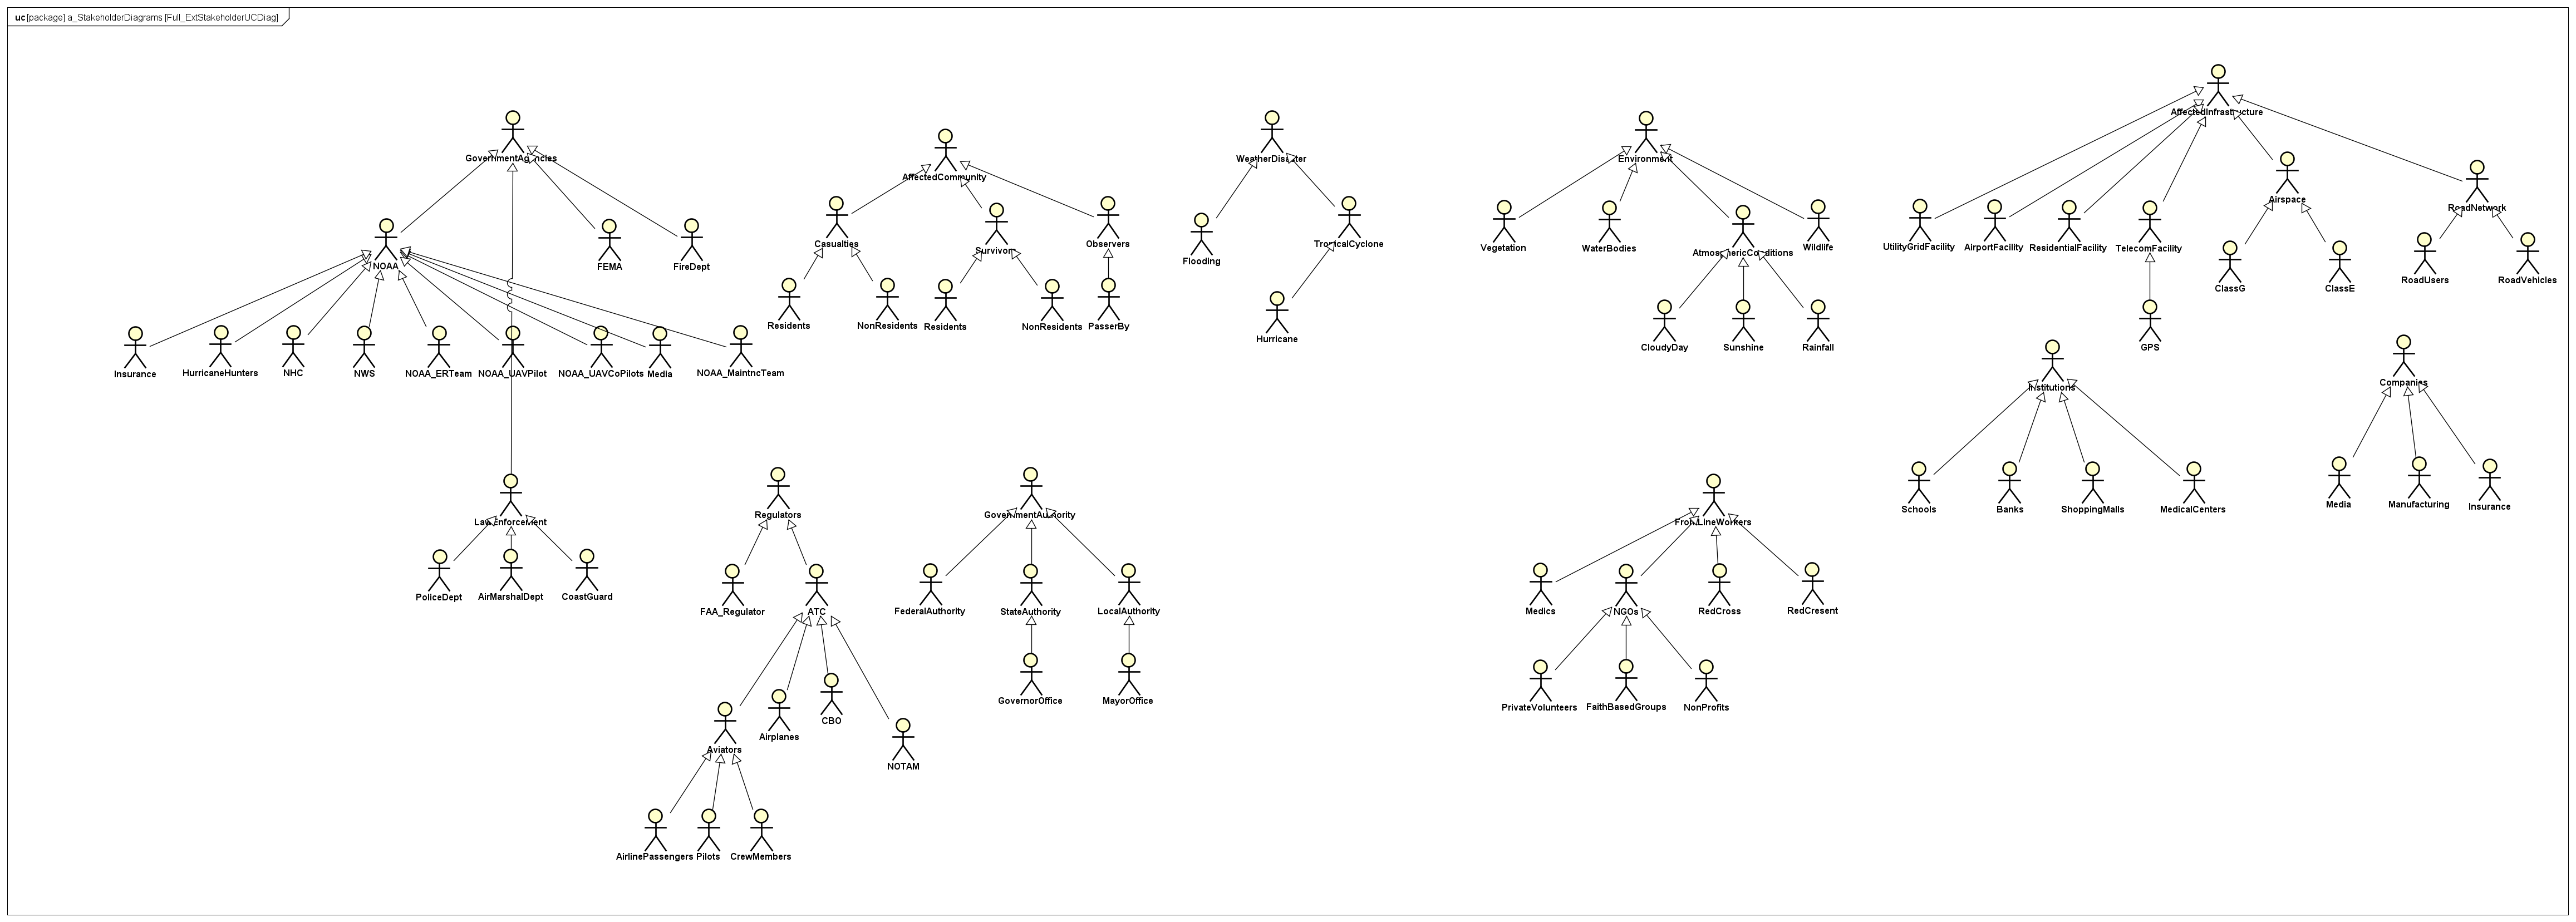 uc [package] a_StakeholderDiagrams [Full_ExtStakeholderUCDiag]
GovernmentAgencies
NOAA
FEMA
FireDept
Insurance
HurricaneHunters
NHC
NWS
NOAA_ERTeam
NOAA_UAVPilot
NOAA_UAVCoPilots
Media
NOAA_MaintncTeam
LawEnforcement
PoliceDept
AirMarshalDept
CoastGuard
AffectedCommunity
Casualties
Survivors
Observers
Residents
NonResidents
Residents
NonResidents
PasserBy
WeatherDisaster
Flooding
TropicalCyclone
Hurricane
Environment
Vegetation
WaterBodies
AtmosphericConditions
Wildlife
CloudyDay
Sunshine
Rainfall
AffectedInfrastructure
UtilityGridFacility
AirportFacility
ResidentialFacility
TelecomFacility
Airspace
RoadNetwork
GPS
ClassG
ClassE
RoadUsers
RoadVehicles
Institutions
Schools
Banks
ShoppingMalls
MedicalCenters
Companies
Media
Manufacturing
Insurance
Regulators
FAA_Regulator
ATC
Aviators
Airplanes
CBO
NOTAM
AirlinePassengers
Pilots
CrewMembers
GovernmentAuthority
FederalAuthority
StateAuthority
LocalAuthority
GovernorOffice
MayorOffice
FrontLineWorkers
Medics
NGOs
RedCross
RedCresent
PrivateVolunteers
FaithBasedGroups
NonProfits